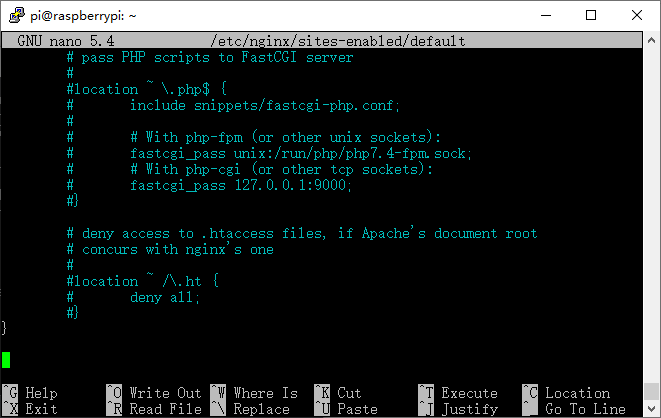 pi@raspberrypi: ~
GNU nano 5.4 /etc/nginx/sites-enabled/default
# pass PHP scripts to FastCGI server
#
#location ~ \.php$ {
# include snippets/fastcgi-php.conf;
#
# # With php-fpm (or other unix sockets):
# fastcgi_pass unix:/run/php/php7.4-fpm.sock;
# # With php-cgi (or other tcp sockets):
# fastcgi_pass 127.0.0.1:9000;
#}
# deny access to .htaccess files, if Apache's document root
# concurs with nginx's one
#
#location ~ /\.ht {
# deny all;
#}
}
^G Help ^O Write Out ^W Where Is ^K Cut ^T Execute ^C Location
^X Exit ^R Read File ^\ Replace ^U Paste ^J Justify ^_ Go To Line